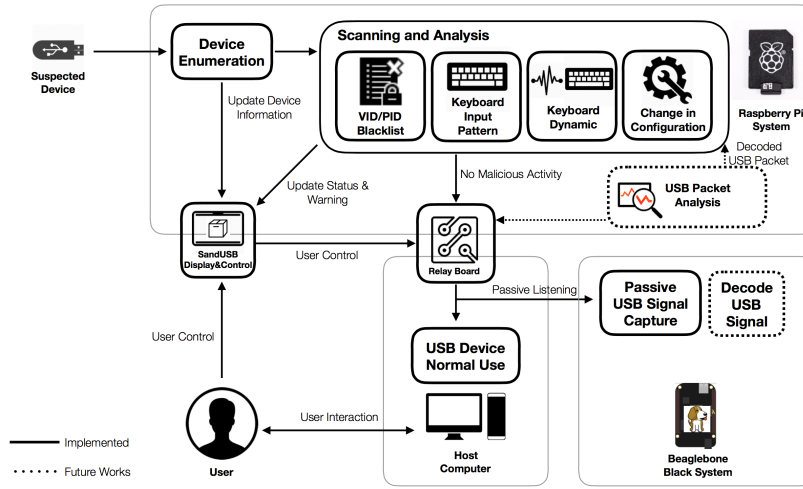 Suspected
Device
Device
Enumeration
Scanning and Analysis
VID/PID
Blacklist
Keyboard
Input
Pattern
Keyboard
Dynamic
Change in
Configuration
Raspberry Pi
System
Update Device
Information
Update Status &
Warning
No Malicious Activity
Decoded
USB Packet
USB Packet
Analysis
SandUSB
Display&Control
User Control
Relay Board
Passive Listening
Passive
USB Signal
Capture
Decode
USB
Signal
User Control
USB Device
Normal Use
User Interaction
User
Host
Computer
Beaglebone
Black System
Implemented
Future Works